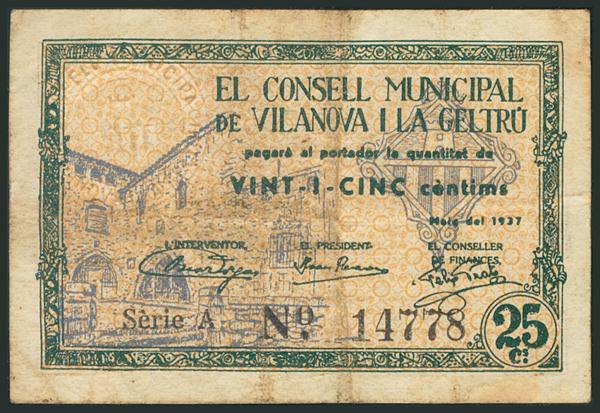 EL CONSELL MUNICIPAL
DE VILANOVA I LA GELTRÚ
pagarà al portador la quantitat de
VINT-I-CINC cèntims
Maig del 1937
L'INTERVENTOR, EL PRESIDENT EL CONSELLER
DE FINANCES,
Sèrie A Nº 14778
25
Cs